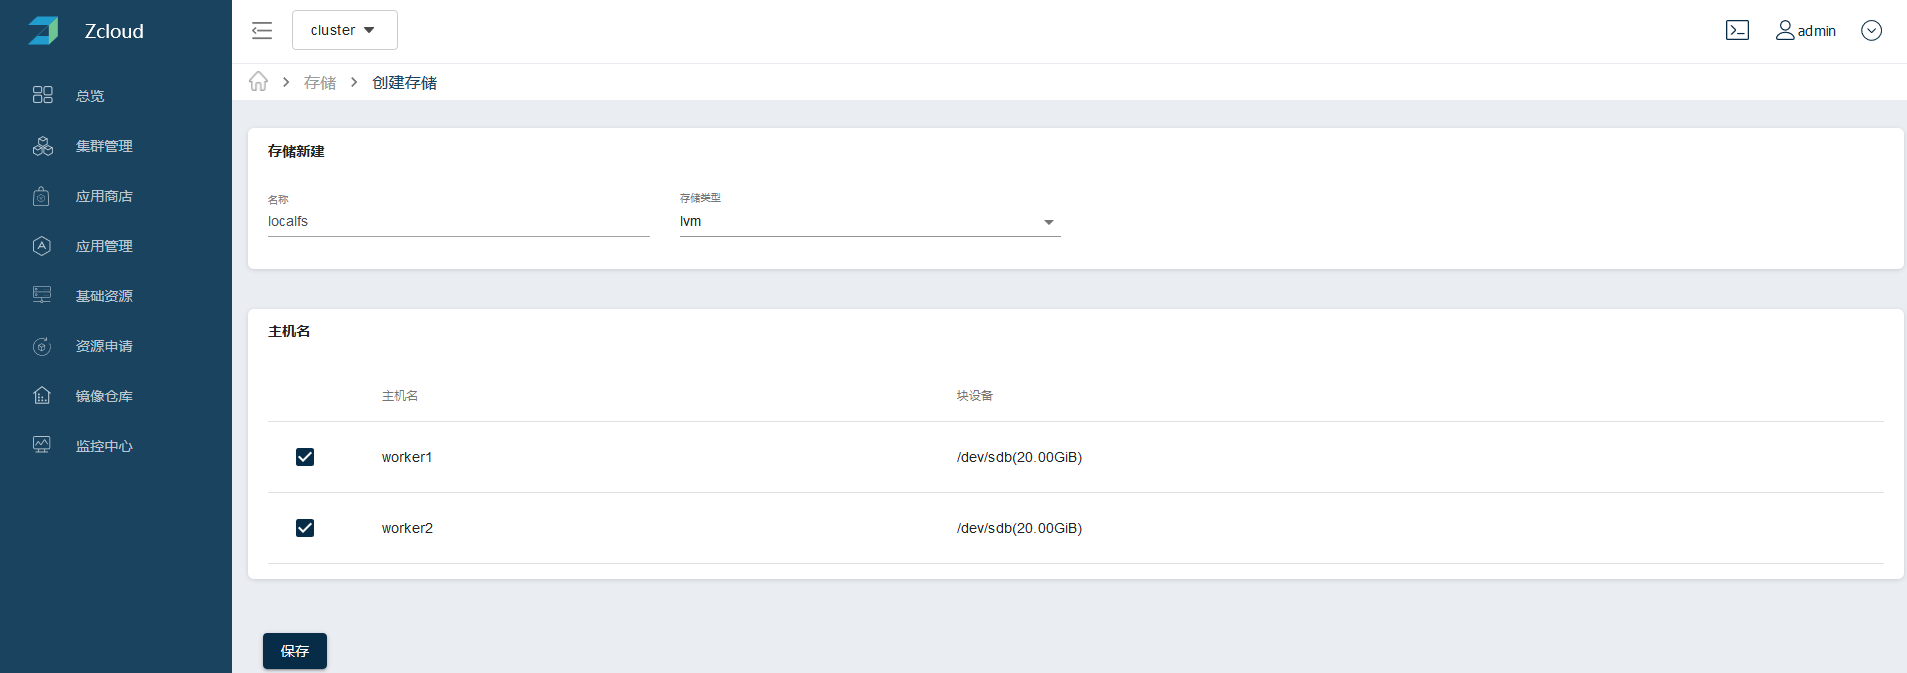 Zcloud
总览
集群管理
应用商店
应用管理
基础资源
资源申请
镜像仓库
监控中心
cluster
admin
存储 > 创建存储
存储新建
名称
localfs
存储类型
lvm
主机名
主机名 块设备
worker1 /dev/sdb(20.00GiB)
worker2 /dev/sdb(20.00GiB)
保存